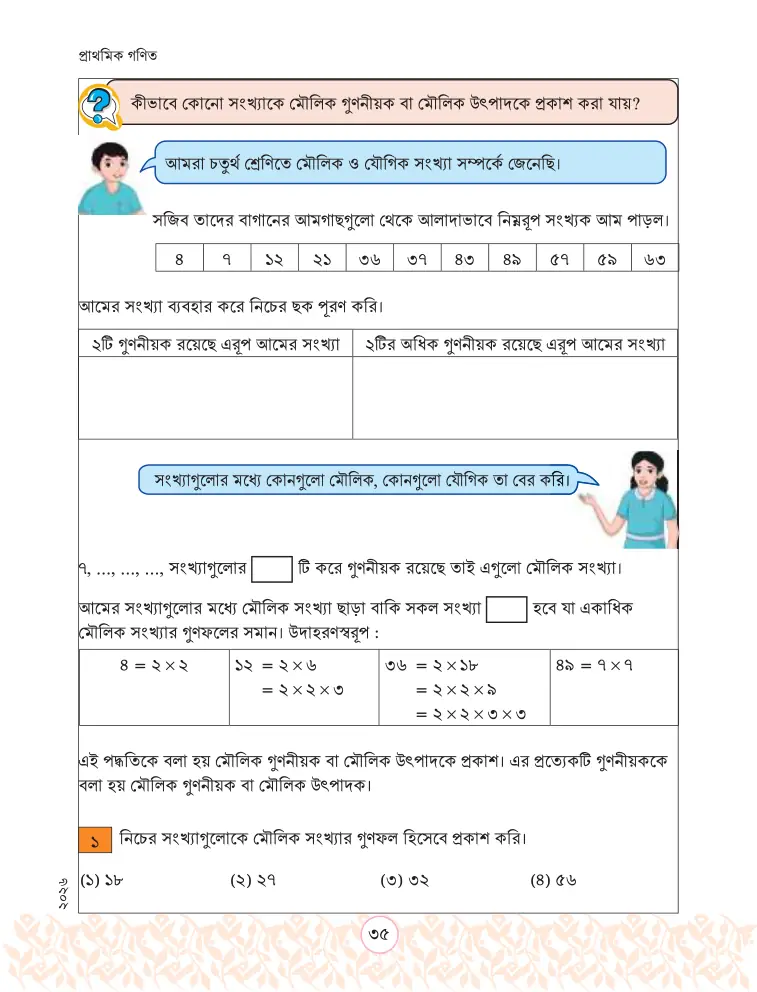 প্রাথমিক গণিত
কীভাবে কোনো সংখ্যাকে মৌলিক গুণনীয়ক বা মৌলিক উৎপাদকে প্রকাশ করা যায়?
আমরা চতুর্থ শ্রেণিতে মৌলিক ও যৌগিক সংখ্যা সম্পর্কে জেনেছি।
সজিব তাদের বাগানের আমগাছগুলো থেকে আলাদাভাবে নিম্নরূপ সংখ্যক আম পাড়ল।
৪ ৭ ১২ ২১ ৩৬ ৩৭ ৪৩ ৪৯ ৫৭ ৫৯ ৬৩
আমের সংখ্যা ব্যবহার করে নিচের ছক পূরণ করি।
২টি গুণনীয়ক রয়েছে এরূপ আমের সংখ্যা ২টির অধিক গুণনীয়ক রয়েছে এরূপ আমের সংখ্যা
সংখ্যাগুলোর মধ্যে কোনগুলো মৌলিক, কোনগুলো যৌগিক তা বের করি।
৭, ..., ..., ..., সংখ্যাগুলোর টি করে গুণনীয়ক রয়েছে তাই এগুলো মৌলিক সংখ্যা।
আমের সংখ্যাগুলোর মধ্যে মৌলিক সংখ্যা ছাড়া বাকি সকল সংখ্যা হবে যা একাধিক
মৌলিক সংখ্যার গুণফলের সমান। উদাহরণস্বরূপ :
৪ = ২ × ২ ১২ = ২ × ৬ ৩৬ = ২ × ১৮ ৪৯ = ৭ × ৭
= ২ × ২ × ৩ = ২ × ২ × ৯
= ২ × ২ × ৩ × ৩
এই পদ্ধতিকে বলা হয় মৌলিক গুণনীয়ক বা মৌলিক উৎপাদকে প্রকাশ। এর প্রত্যেকটি গুণনীয়ককে
বলা হয় মৌলিক গুণনীয়ক বা মৌলিক উৎপাদক।
১ নিচের সংখ্যাগুলোকে মৌলিক সংখ্যার গুণফল হিসেবে প্রকাশ করি।
(১) ১৮ (২) ২৭ (৩) ৩২ (৪) ৫৬
২০২৬
৩৫